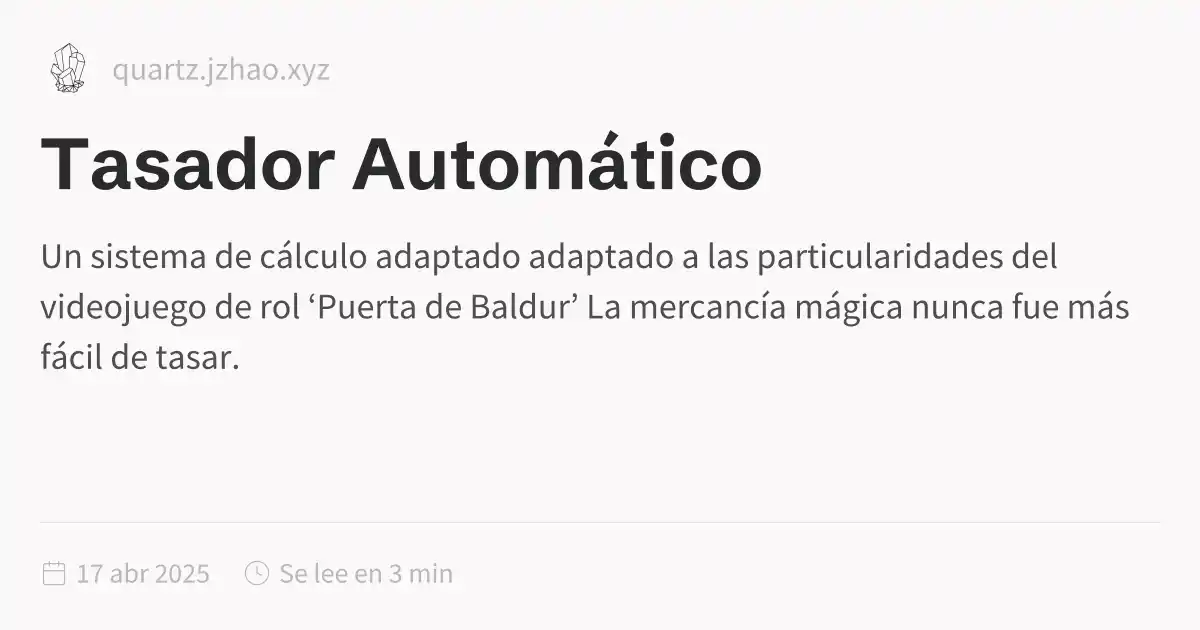 quartz.jzhao.xyz
Tasador Automático
Un sistema de cálculo adaptado adaptado a las particularidades del
videojuego de rol ‘Puerta de Baldur’ La mercancía mágica nunca fue más
fácil de tasar.
17 abr 2025 Se lee en 3 min